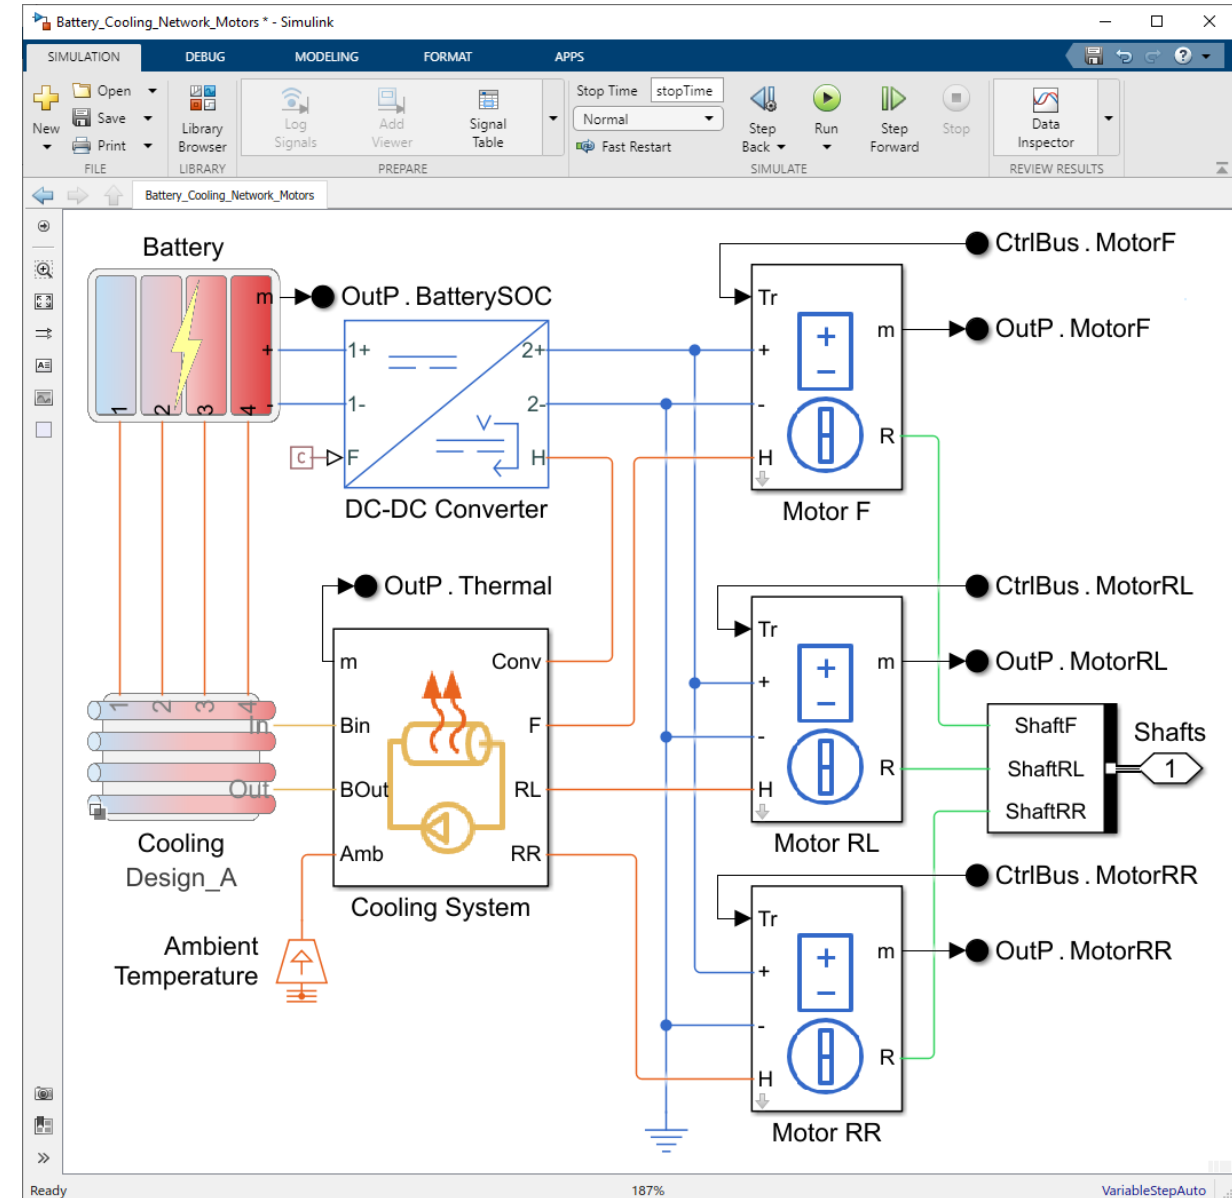 Battery_Cooling_Network_Motors * - Simulink
SIMULATION DEBUG MODELING FORMAT APPS
New
Open
Save
Print
FILE
Library
Browser
LIBRARY
Log
Signals
Add
Viewer
Signal
Table
PREPARE
Stop Time stopTime
Normal
Fast Restart
Step
Back
Run
Step
Forward
Stop
SIMULATE
Data
Inspector
REVIEW RESULTS
Battery_Cooling_Network_Motors
Battery
m
+
-
1 2 3 4
OutP . BatterySOC
1+ 2+
1- 2-
C
F
V
H
DC-DC Converter
CtrlBus . MotorF
Tr
+
-
H
m
R
OutP . MotorF
Motor F
OutP . Thermal
m Conv
Bin F
BOut RL
Amb RR
Cooling System
1 2 3 4
In
Out
Cooling
Design_A
Ambient
Temperature
CtrlBus . MotorRL
Tr
+
-
H
m
R
OutP . MotorRL
Motor RL
ShaftF
ShaftRL
ShaftRR
Shafts
1
CtrlBus . MotorRR
Tr
+
-
H
m
R
OutP . MotorRR
Motor RR
Ready 187% VariableStepAuto